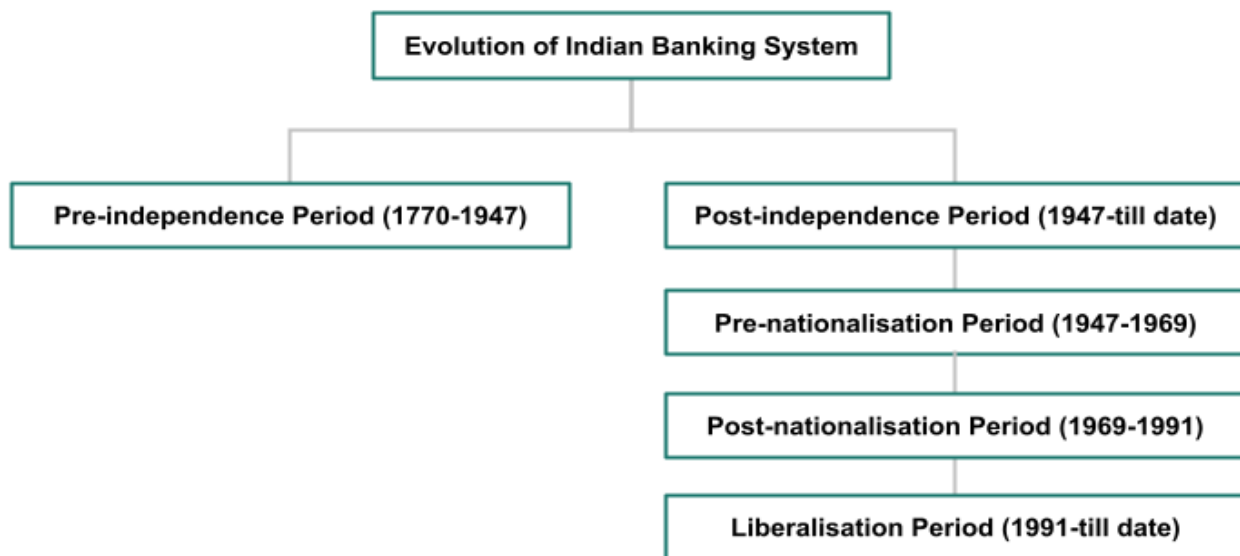 Evolution of Indian Banking System
Pre-independence Period (1770-1947)
Post-independence Period (1947-till date)
Pre-nationalisation Period (1947-1969)
Post-nationalisation Period (1969-1991)
Liberalisation Period (1991-till date)